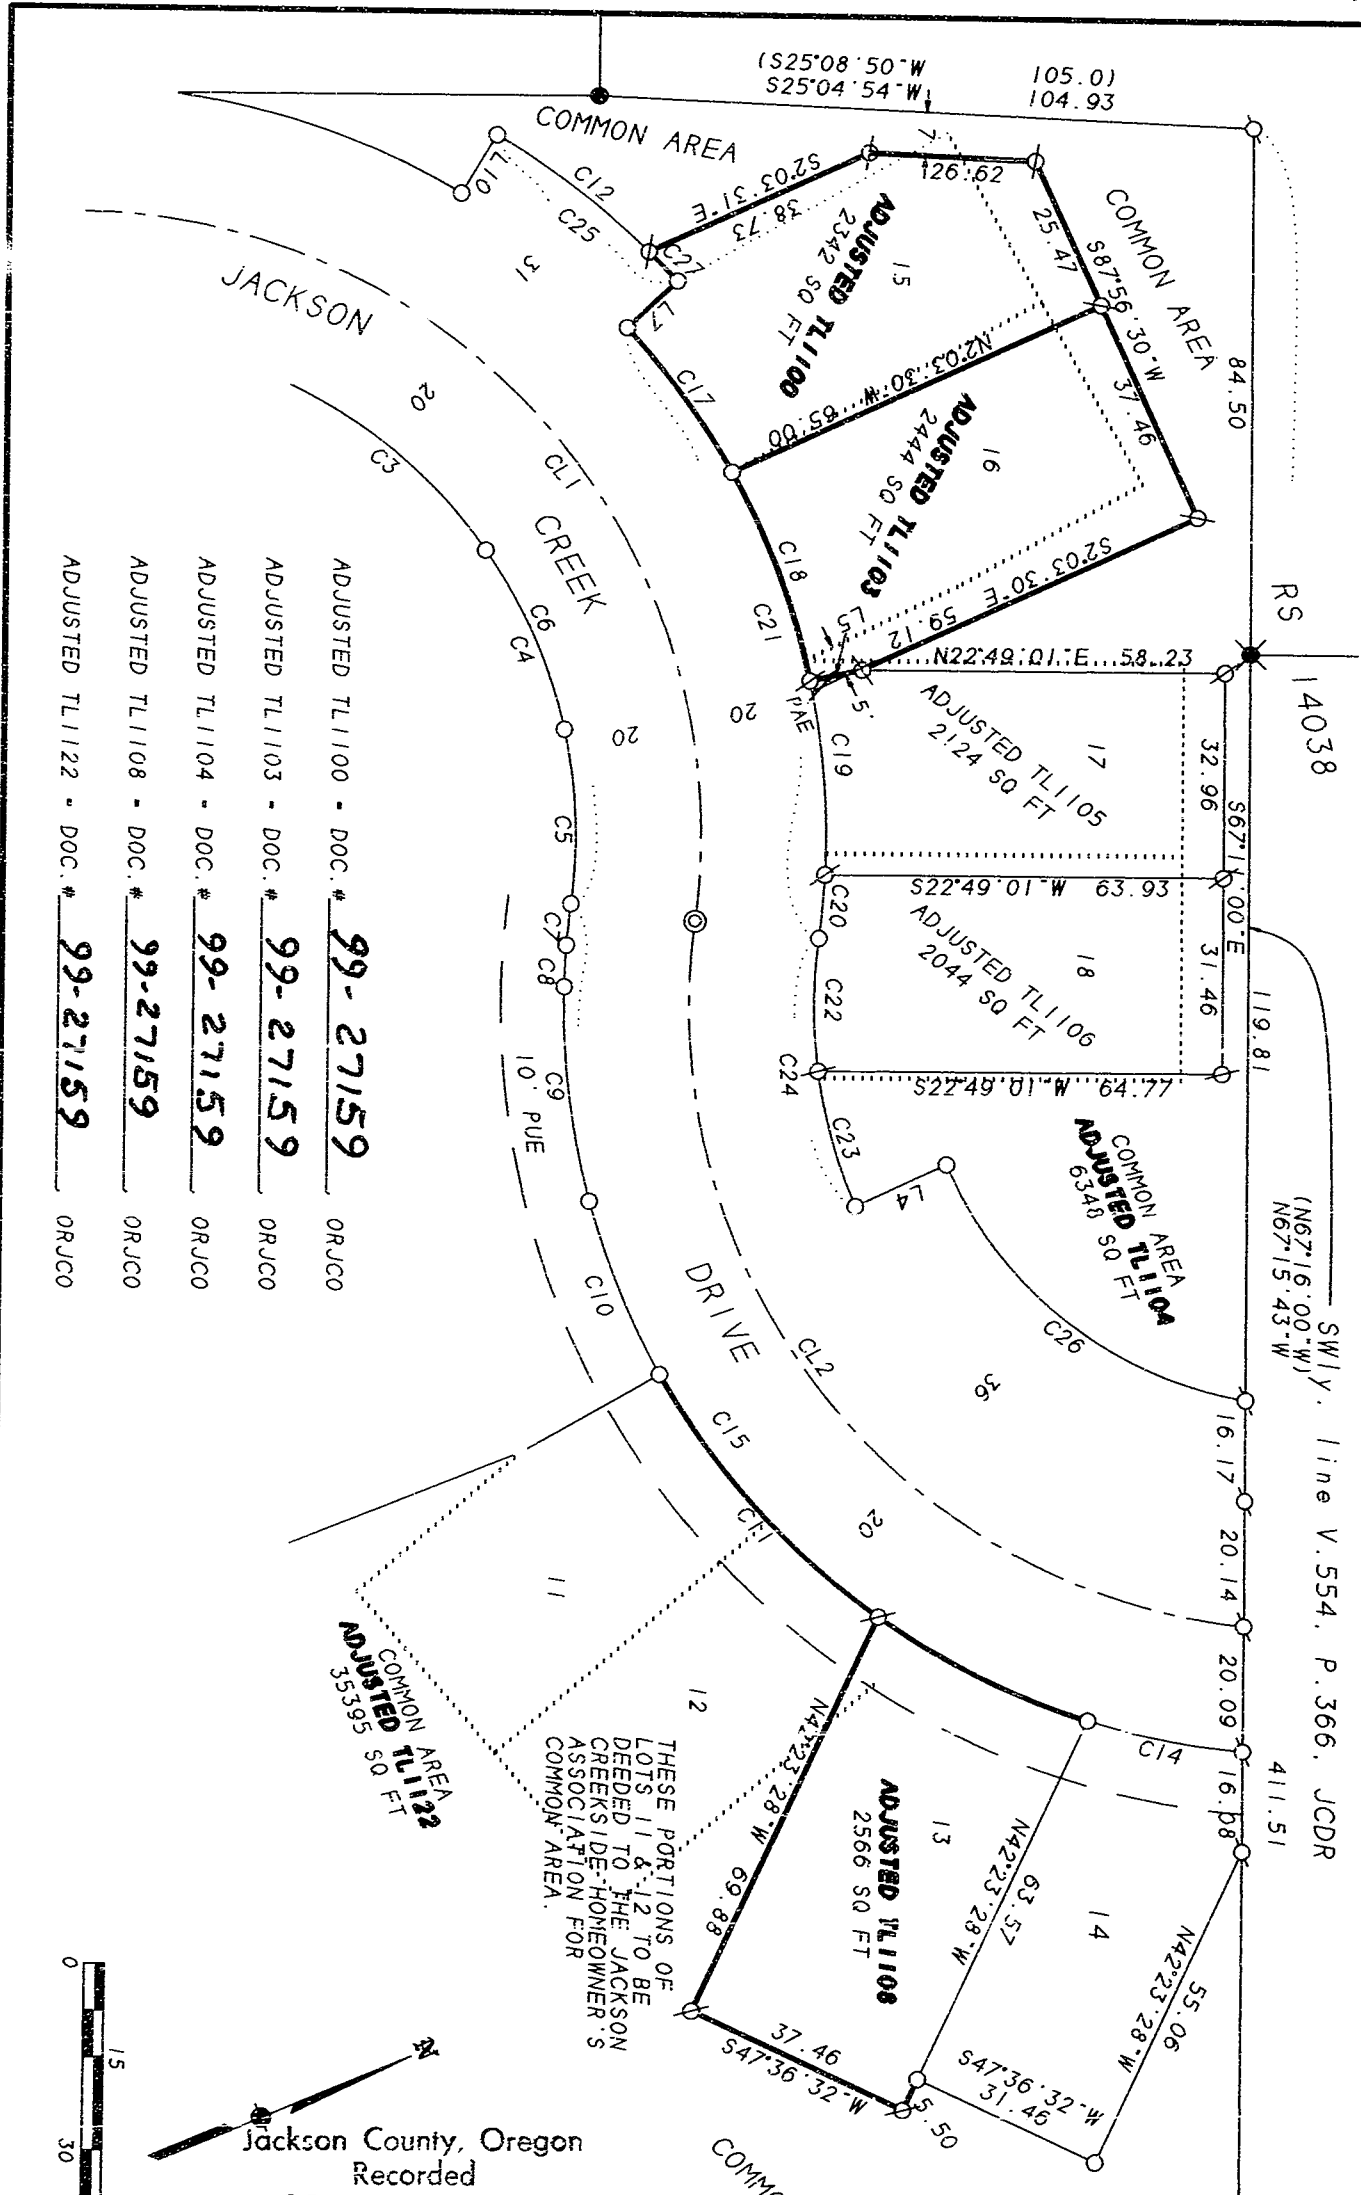 (S25°08'50"W 105.0)
S25°04'54"W 104.93
COMMON AREA
COMMON AREA
S87°56'30"W
25.47
37.46
84.50
RS 14038
7
26.62
S2°03'31"E
38.73
15
ADJUSTED TL1100
2342 SQ FT
N2°03'30"W 65.00
16
ADJUSTED TL1103
2444 SQ FT
S2°03'30"E
59.12
L5
5'
PAE
N22°49'01"E 58.23
17
ADJUSTED TL1105
2124 SQ FT
32.96
S67°11'00"E
31.46
119.81
S22°49'01"W 63.93
18
ADJUSTED TL1106
2044 SQ FT
S22°49'01"W 64.77
COMMON AREA
ADJUSTED TL1104
6348 SQ FT
SWly. line V.554, P.366, JCDR
(N67°16'00"W)
N67°15'43"W
411.51
16.17
20.14
20.09
16.08
L10
C12
C25
C27
L7
C17
C18
C21
C19
C20
C22
C24
C23
L4
C26
36
31
JACKSON
CREEK
DRIVE
20
20
20
20
CL1
CL2
C3
C6
C4
C5
C7
C8
C9
C10
10' PUE
C15
C11
C14
11
12
COMMON AREA
ADJUSTED TL1122
35395 SQ FT
THESE PORTIONS OF
LOTS 11 & 12 TO BE
DEEDED TO THE JACKSON
CREEKSIDE HOMEOWNER'S
ASSOCIATION FOR
COMMON AREA.
N42°23'28"W 69.88
13
ADJUSTED TL1108
2566 SQ FT
N42°23'28"W
63.57
14
N42°23'28"W
55.06
37.46
S47°36'32"W
S47°36'32"W
31.46
5.50
ADJUSTED TL1100 - DOC.# 99-27159, ORJCO
ADJUSTED TL1103 - DOC.# 99-27159, ORJCO
ADJUSTED TL1104 - DOC.# 99-27159, ORJCO
ADJUSTED TL1108 - DOC.# 99-27159, ORJCO
ADJUSTED TL1122 - DOC.# 99-27159, ORJCO
0 15 30
N
Jackson County, Oregon
Recorded